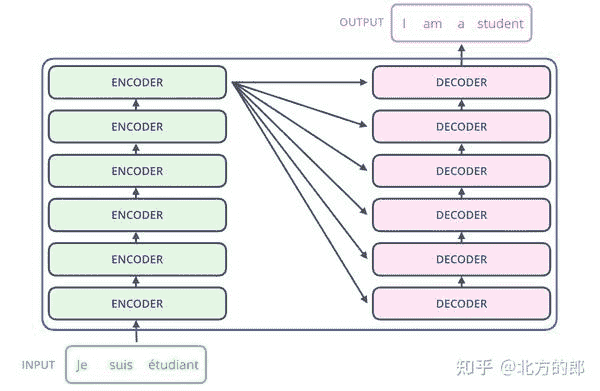 OUTPUT I am a student
ENCODER DECODER
ENCODER DECODER
ENCODER DECODER
ENCODER DECODER
ENCODER DECODER
ENCODER DECODER
INPUT Je suis étudiant
知乎 @北方的郎